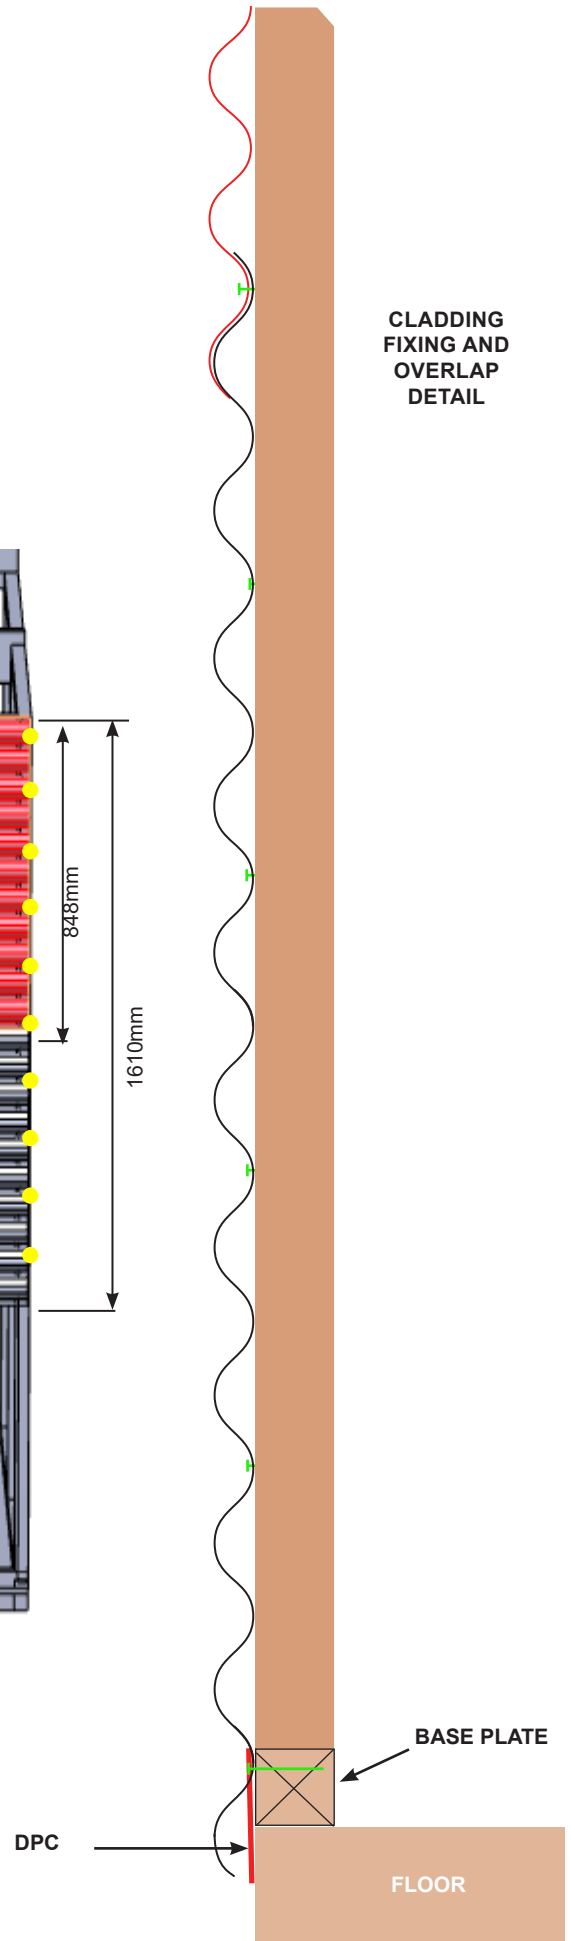 CLADDING
FIXING AND
OVERLAP
DETAIL
848mm
1610mm
BASE PLATE
DPC
FLOOR